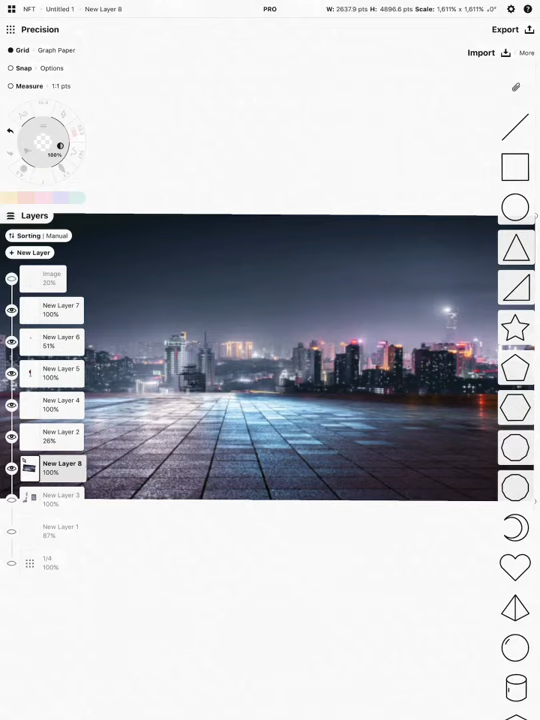 NFT · Untitled 1 · New Layer 8
PRO
W: 2637.9 pts H: 4896.6 pts Scale: 1,611% x 1,611% 0°
Precision
Export
Grid · Graph Paper
Import
More
Snap · Options
Measure · 1:1 pts
100%
Layers
Sorting | Manual
+ New Layer
Image
20%
New Layer 7
100%
New Layer 6
51%
New Layer 5
100%
New Layer 4
100%
New Layer 2
26%
New Layer 8
100%
New Layer 3
100%
New Layer 1
87%
1/4
100%